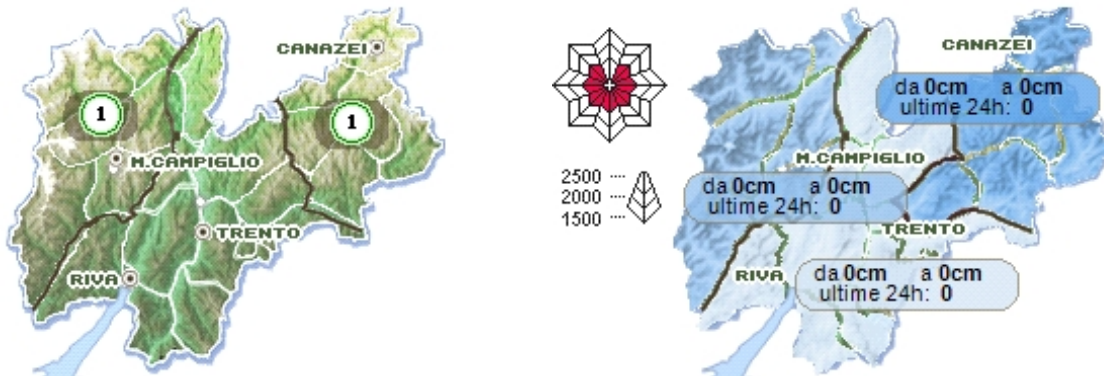 CANAZEI
1
1
M.CAMPIGLIO
TRENTO
RIVA
2500
2000
1500
CANAZEI
da 0cm a 0cm
ultime 24h: 0
M.CAMPIGLIO
da 0cm a 0cm
ultime 24h: 0
TRENTO
RIVA
da 0cm a 0cm
ultime 24h: 0